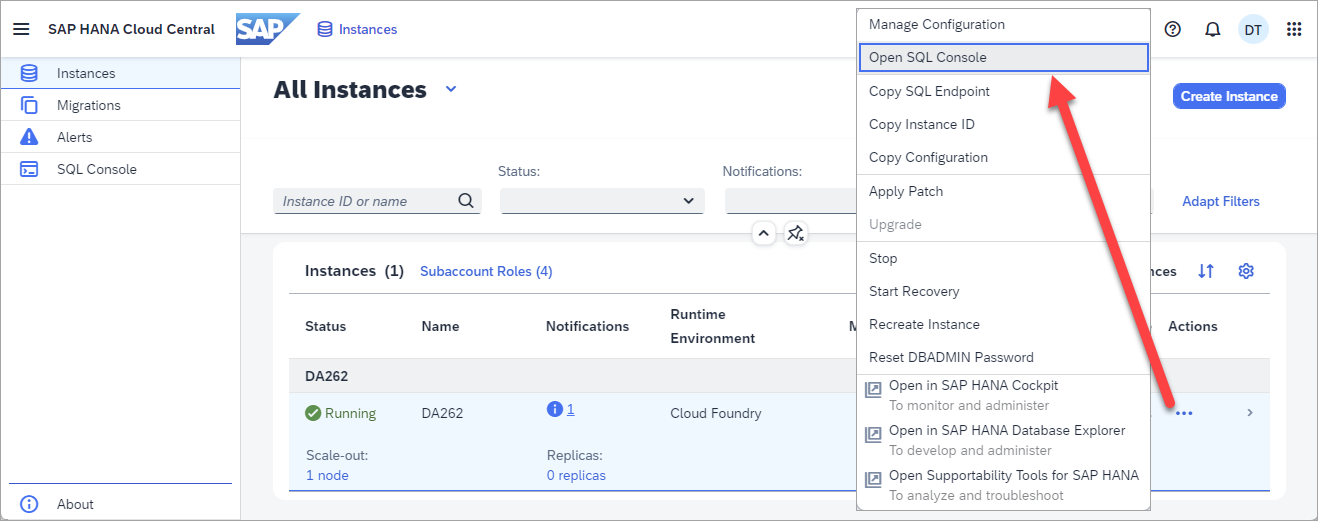 SAP HANA Cloud Central
SAP
Instances
DT
Instances
Migrations
Alerts
SQL Console
About
All Instances
Create Instance
Status:
Notifications:
Instance ID or name
Adapt Filters
Instances (1)
Subaccount Roles (4)
Status
Name
Notifications
Runtime
Environment
Actions
DA262
Running
DA262
1
Cloud Foundry
Scale-out:
1 node
Replicas:
0 replicas
Manage Configuration
Open SQL Console
Copy SQL Endpoint
Copy Instance ID
Copy Configuration
Apply Patch
Upgrade
Stop
Start Recovery
Recreate Instance
Reset DBADMIN Password
Open in SAP HANA Cockpit
To monitor and administer
Open in SAP HANA Database Explorer
To develop and administer
Open Supportability Tools for SAP HANA
To analyze and troubleshoot